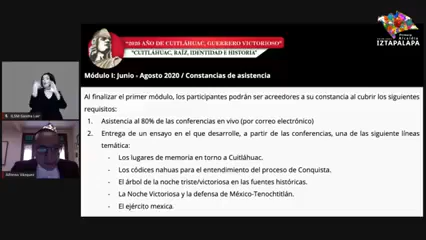 Alcaldía
IZTAPALAPA
"2020 AÑO DE CUITLÁHUAC, GUERRERO VICTORIOSO"
"CUITLÁHUAC, RAÍZ, IDENTIDAD E HISTORIA"
Módulo I: Junio - Agosto 2020 / Constancias de asistencia
Al finalizar el primer módulo, los participantes podrán ser acreedores a su constancia al cubrir los siguientes
requisitos:
1. Asistencia al 80% de las conferencias en vivo (por correo electrónico)
2. Entrega de un ensayo en el que desarrolle, a partir de las conferencias, una de las siguiente líneas
temática:
- Los lugares de memoria en torno a Cuitláhuac.
- Los códices nahuas para el entendimiento del proceso de Conquista.
- El árbol de la noche triste/victoriosa en las fuentes históricas.
- La Noche Victoriosa y la defensa de México-Tenochtitlán.
- El ejército mexica.
Alfonso Vázquez